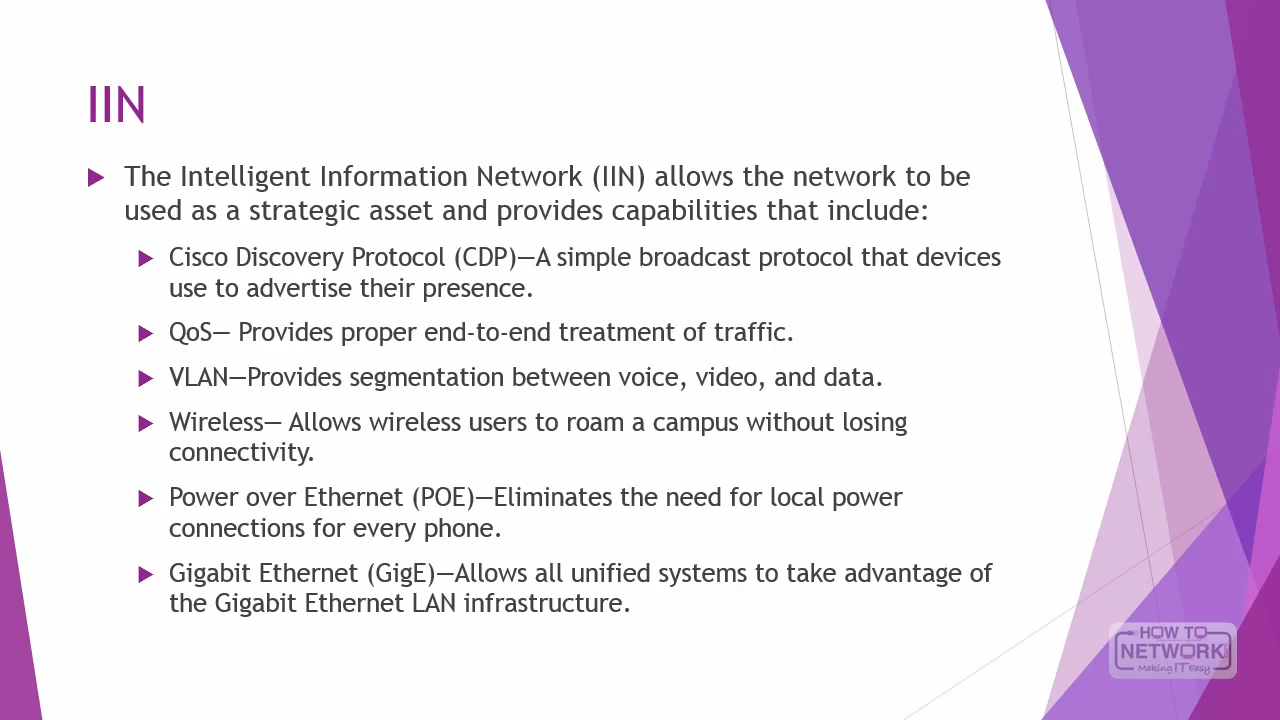 IIN
The Intelligent Information Network (IIN) allows the network to be
used as a strategic asset and provides capabilities that include:
Cisco Discovery Protocol (CDP)—A simple broadcast protocol that devices
use to advertise their presence.
QoS— Provides proper end-to-end treatment of traffic.
VLAN—Provides segmentation between voice, video, and data.
Wireless— Allows wireless users to roam a campus without losing
connectivity.
Power over Ethernet (POE)—Eliminates the need for local power
connections for every phone.
Gigabit Ethernet (GigE)—Allows all unified systems to take advantage of
the Gigabit Ethernet LAN infrastructure.
HOW TO
NETWORK
Making IT Easy